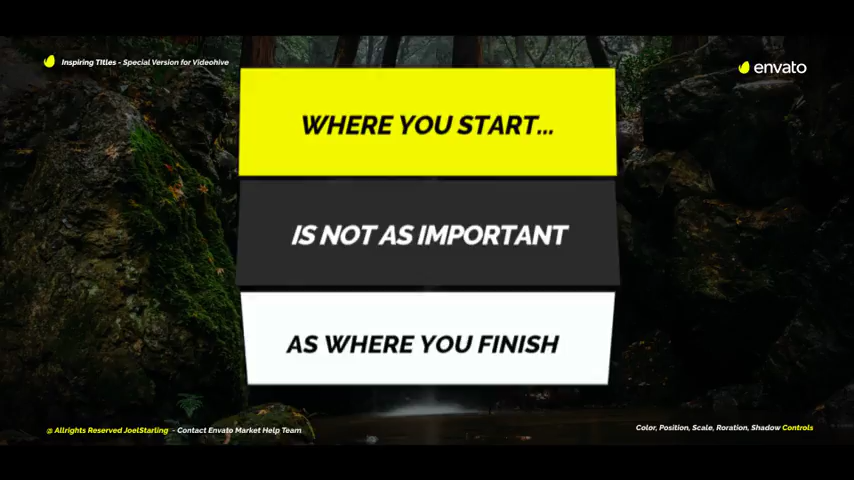 Inspiring Titles - Special Version for Videohive
envato
WHERE YOU START...
IS NOT AS IMPORTANT
AS WHERE YOU FINISH
@ Allrights Reserved JoelStarling - Contact Envato Market Help Team
Color, Position, Scale, Roration, Shadow Controls